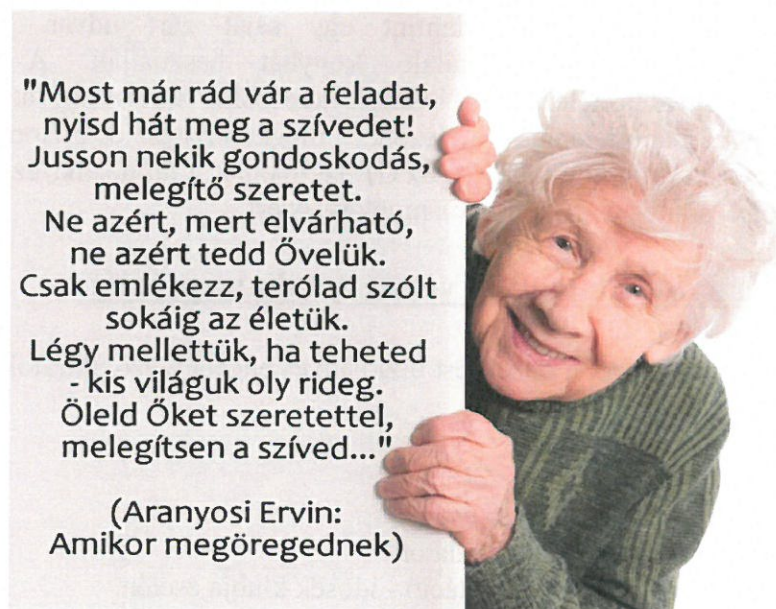 "Most már rád vár a feladat,
nyisd hát meg a szívedet!
Jusson nekik gondoskodás,
melegítő szeretet.
Ne azért, mert elvárható,
ne azért tedd Ővelük.
Csak emlékezz, terólad szólt
sokáig az életük.
Légy mellettük, ha teheted
- kis világuk oly rideg.
Öleld Őket szeretettel,
melegítsen a szíved..."
(Aranyosi Ervin:
Amikor megöregednek)